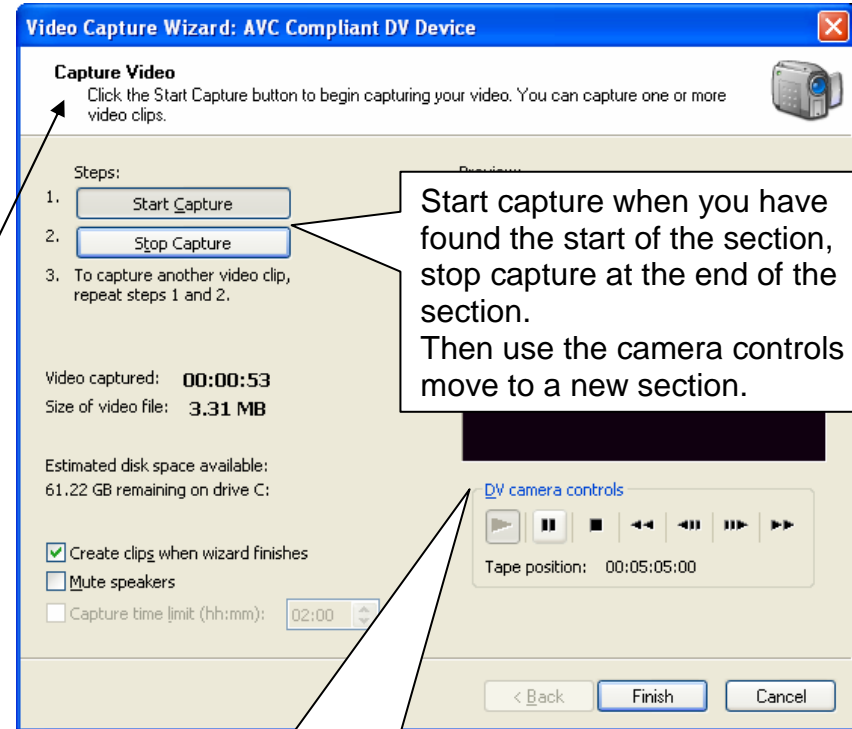 Video Capture Wizard: AVC Compliant DV Device
Capture Video
Click the Start Capture button to begin capturing your video. You can capture one or more
video clips.
Steps:
1. Start Capture
2. Stop Capture
3. To capture another video clip,
repeat steps 1 and 2.
Start capture when you have
found the start of the section,
stop capture at the end of the
section.
Then use the camera controls
move to a new section.
Video captured: 00:00:53
Size of video file: 3.31 MB
Estimated disk space available:
61.22 GB remaining on drive C:
DV camera controls
Tape position: 00:05:05:00
Create clips when wizard finishes
Mute speakers
Capture time limit (hh:mm): 02:00
< Back Finish Cancel